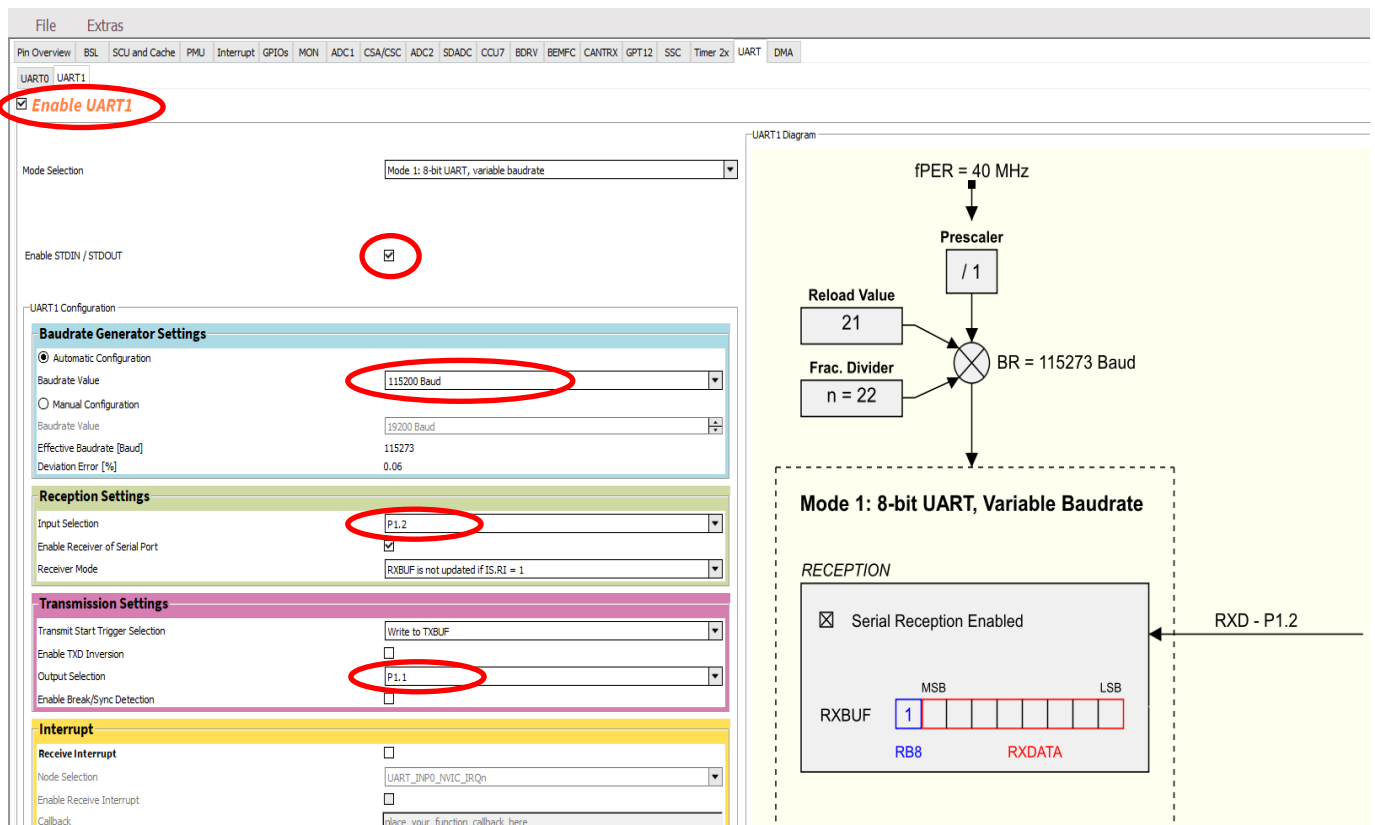 File Extras
Pin Overview BSL SCU and Cache PMU Interrupt GPIOs MON ADC1 CSA/CSC ADC2 SDADC CCU7 BDRV BEMFC CANTRX GPT12 SSC Timer 2x UART DMA
UART0 UART1
Enable UART1
Mode Selection Mode 1: 8-bit UART, variable baudrate
Enable STDIN / STDOUT
UART1 Configuration
Baudrate Generator Settings
Automatic Configuration
Baudrate Value 115200 Baud
Manual Configuration
Baudrate Value 19200 Baud
Effective Baudrate [Baud] 115273
Deviation Error [%] 0.06
Reception Settings
Input Selection P1.2
Enable Receiver of Serial Port
Receiver Mode RXBUF is not updated if IS.RI = 1
Transmission Settings
Transmit Start Trigger Selection Write to TXBUF
Enable TXD Inversion
Output Selection P1.1
Enable Break/Sync Detection
Interrupt
Receive Interrupt
Node Selection UART_INP0_NVIC_IRQn
Enable Receive Interrupt
Callback place_your_function_callback_here
UART1 Diagram
fPER = 40 MHz
Prescaler
/ 1
Reload Value
21
BR = 115273 Baud
Frac. Divider
n = 22
Mode 1: 8-bit UART, Variable Baudrate
RECEPTION
Serial Reception Enabled
RXD - P1.2
MSB LSB
RXBUF 1
RB8 RXDATA